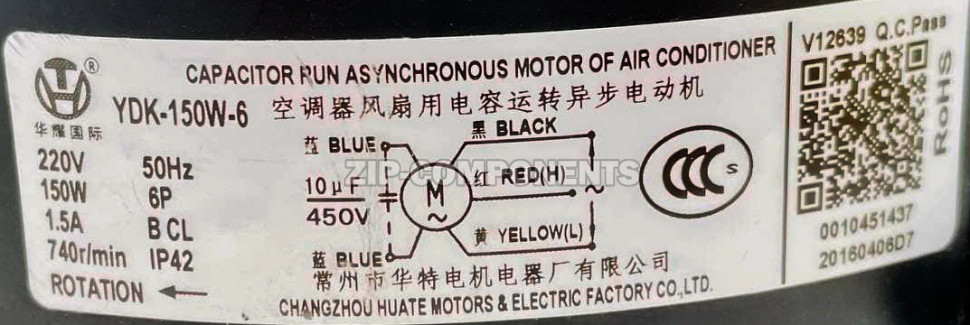 CAPACITOR RUN ASYNCHRONOUS MOTOR OF AIR CONDITIONER
V12639 Q.C.Pass
YDK-150W-6 空调器风扇用电容运转异步电动机
TH ®
华耀国际
220V 50Hz
150W 6P
1.5A B CL
740r/min IP42
ROTATION ←
蓝 BLUE
黑 BLACK
10μF
450V
M
~
红 RED(H)
~
黄 YELLOW(L)
蓝 BLUE
CCC S
RoHS
0010451437
20160406D7
常州市华特电机电器厂有限公司
CHANGZHOU HUATE MOTORS & ELECTRIC FACTORY CO.,LTD.
ZIP-COMPONENTS